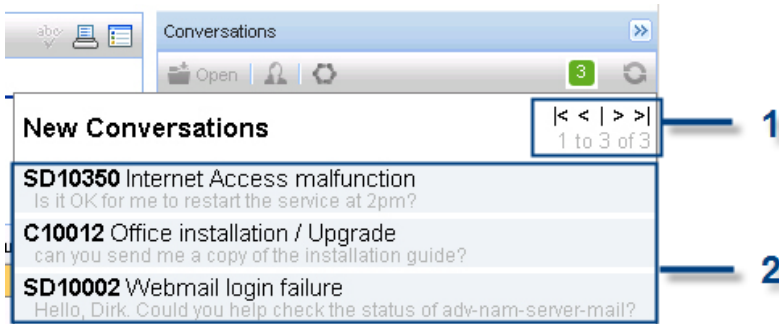 abc
Conversations
»
Open
3
New Conversations
|< < | > >|
1 to 3 of 3
1
SD10350 Internet Access malfunction
Is it OK for me to restart the service at 2pm?
C10012 Office installation / Upgrade
can you send me a copy of the installation guide?
SD10002 Webmail login failure
Hello, Dirk. Could you help check the status of adv-nam-server-mail?
2